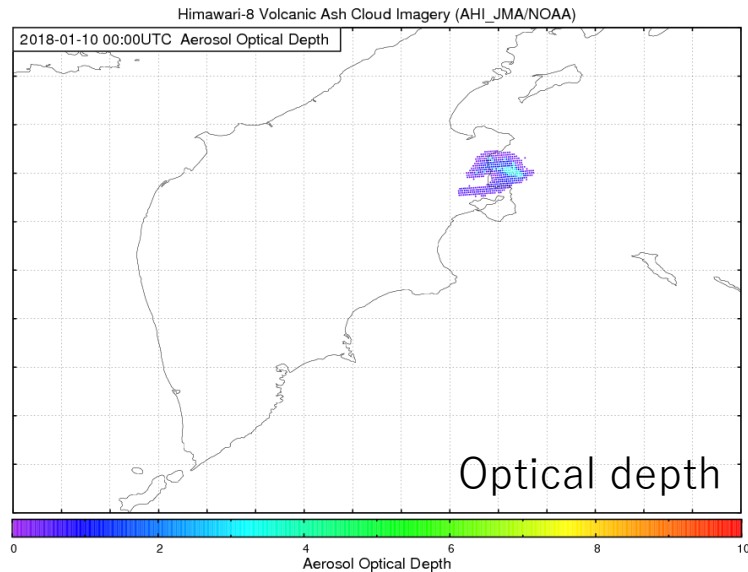 Himawari-8 Volcanic Ash Cloud Imagery (AHI_JMA/NOAA)
2018-01-10 00:00UTC Aerosol Optical Depth
Optical depth
0 2 4 6 8 10
Aerosol Optical Depth